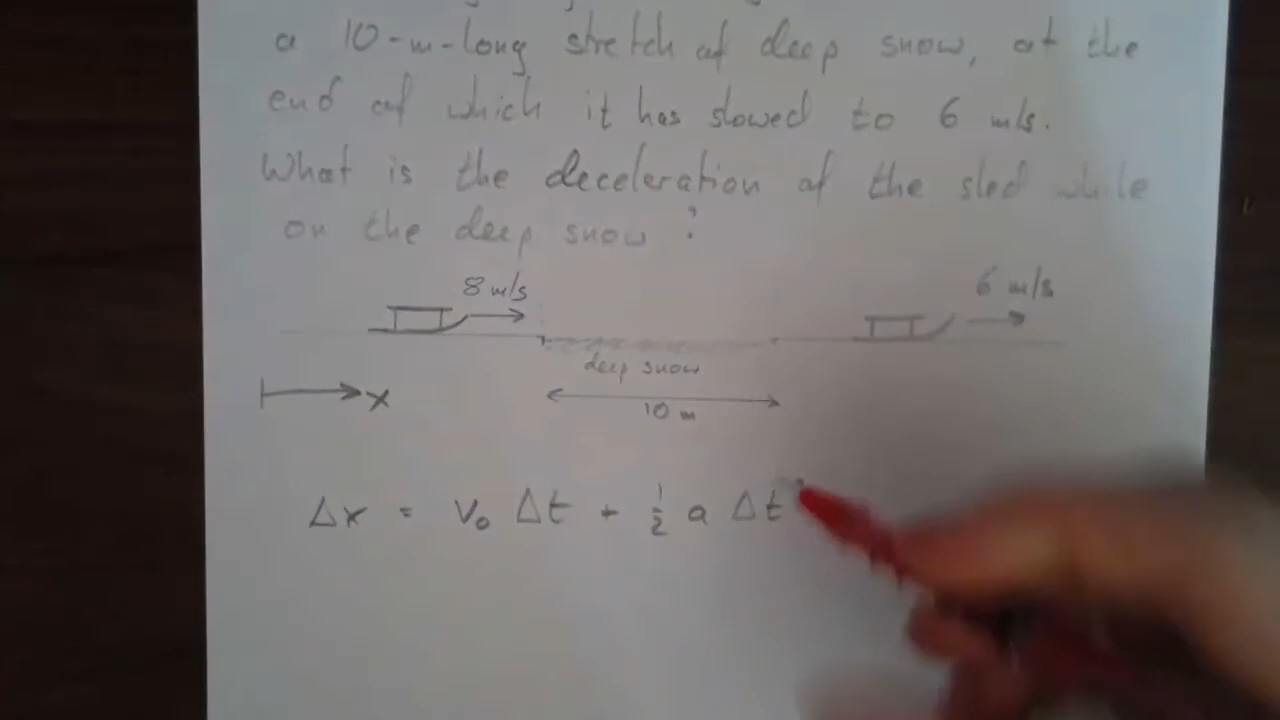 a 10-m-long stretch of deep snow, at the
end of which it has slowed to 6 m/s.
What is the deceleration of the sled while
on the deep snow?
8 m/s
6 m/s
deep snow
x
10 m
Δx = v₀ Δt + ½ a Δt²